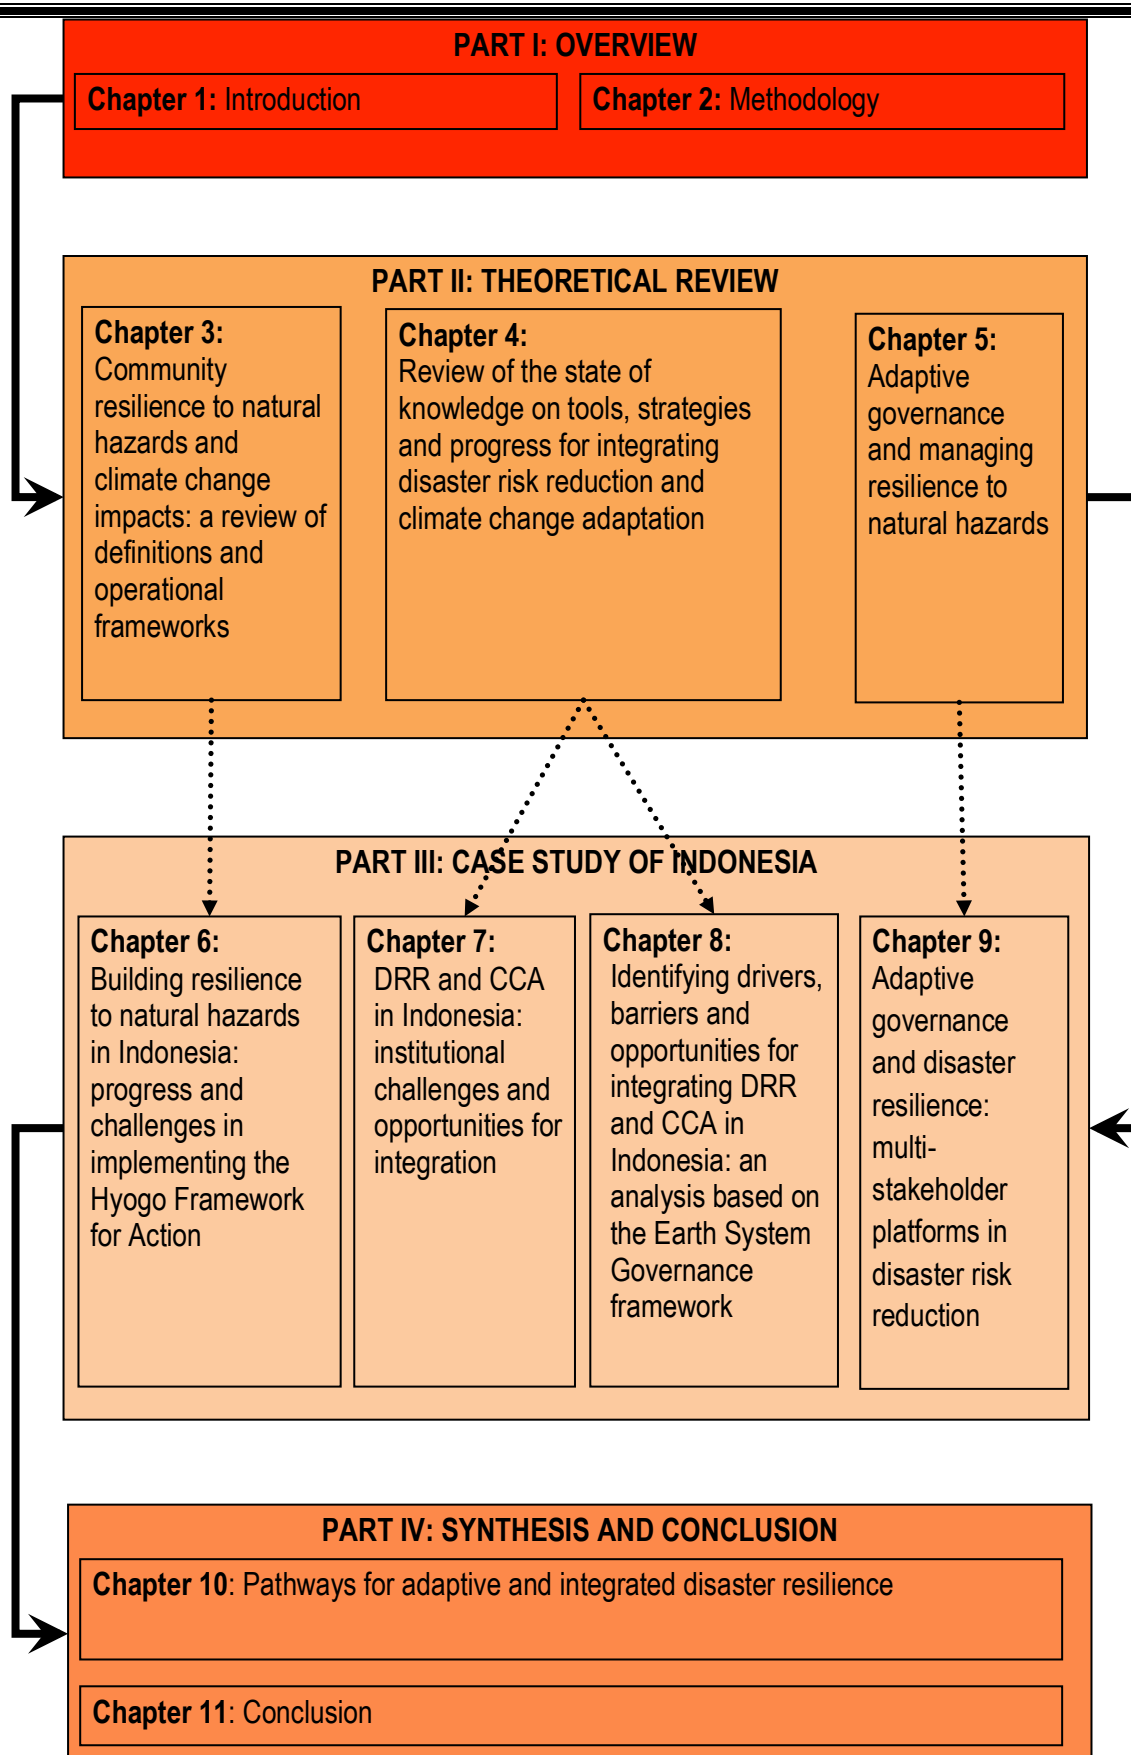 PART I: OVERVIEW
Chapter 1: Introduction
Chapter 2: Methodology
PART II: THEORETICAL REVIEW
Chapter 3:
Community
resilience to natural
hazards and
climate change
impacts: a review of
definitions and
operational
frameworks
Chapter 4:
Review of the state of
knowledge on tools, strategies
and progress for integrating
disaster risk reduction and
climate change adaptation
Chapter 5:
Adaptive
governance
and managing
resilience to
natural hazards
PART III: CASE STUDY OF INDONESIA
Chapter 6:
Building resilience
to natural hazards
in Indonesia:
progress and
challenges in
implementing the
Hyogo Framework
for Action
Chapter 7:
DRR and CCA
in Indonesia:
institutional
challenges and
opportunities for
integration
Chapter 8:
Identifying drivers,
barriers and
opportunities for
integrating DRR
and CCA in
Indonesia: an
analysis based on
the Earth System
Governance
framework
Chapter 9:
Adaptive
governance
and disaster
resilience:
multi-
stakeholder
platforms in
disaster risk
reduction
PART IV: SYNTHESIS AND CONCLUSION
Chapter 10: Pathways for adaptive and integrated disaster resilience
Chapter 11: Conclusion